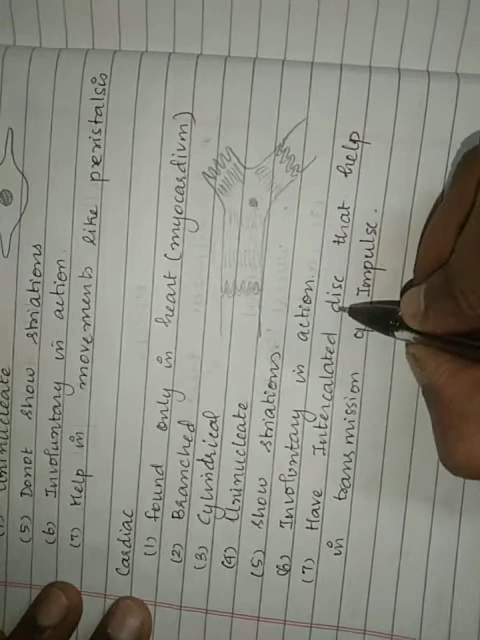 Uninucleate
(5) Donot show striations
(6) Involuntary in action.
(7) Help in movements like peristalsis
Cardiac
(1) found only in heart (myocardium)
(2) Branched
(3) Cylindrical
(4) Uninucleate
(5) show striations.
(6) Involuntary in action.
(7) Have Intercalated disc that help
in transmission Impulse.